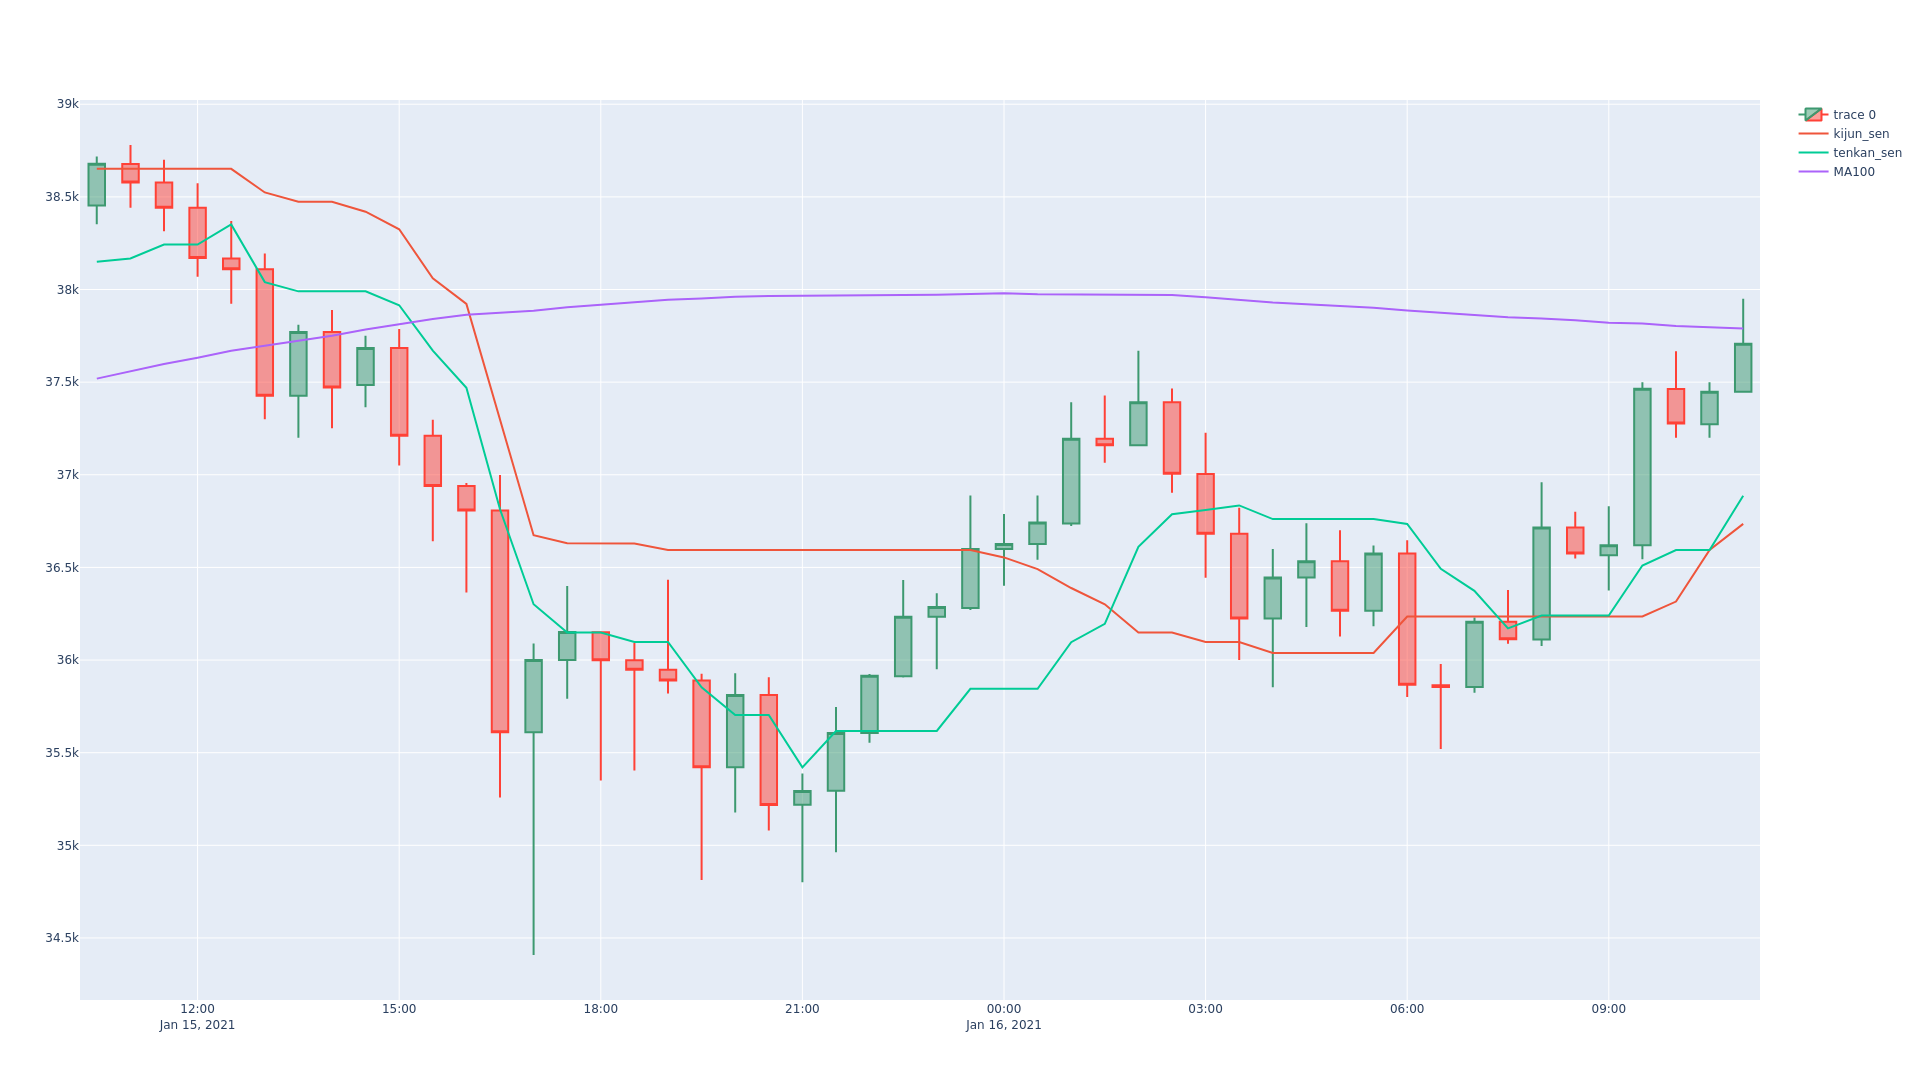 39k
38.5k
38k
37.5k
37k
36.5k
36k
35.5k
35k
34.5k
12:00
Jan 15, 2021
15:00
18:00
21:00
00:00
Jan 16, 2021
03:00
06:00
09:00
trace 0
kijun_sen
tenkan_sen
MA100